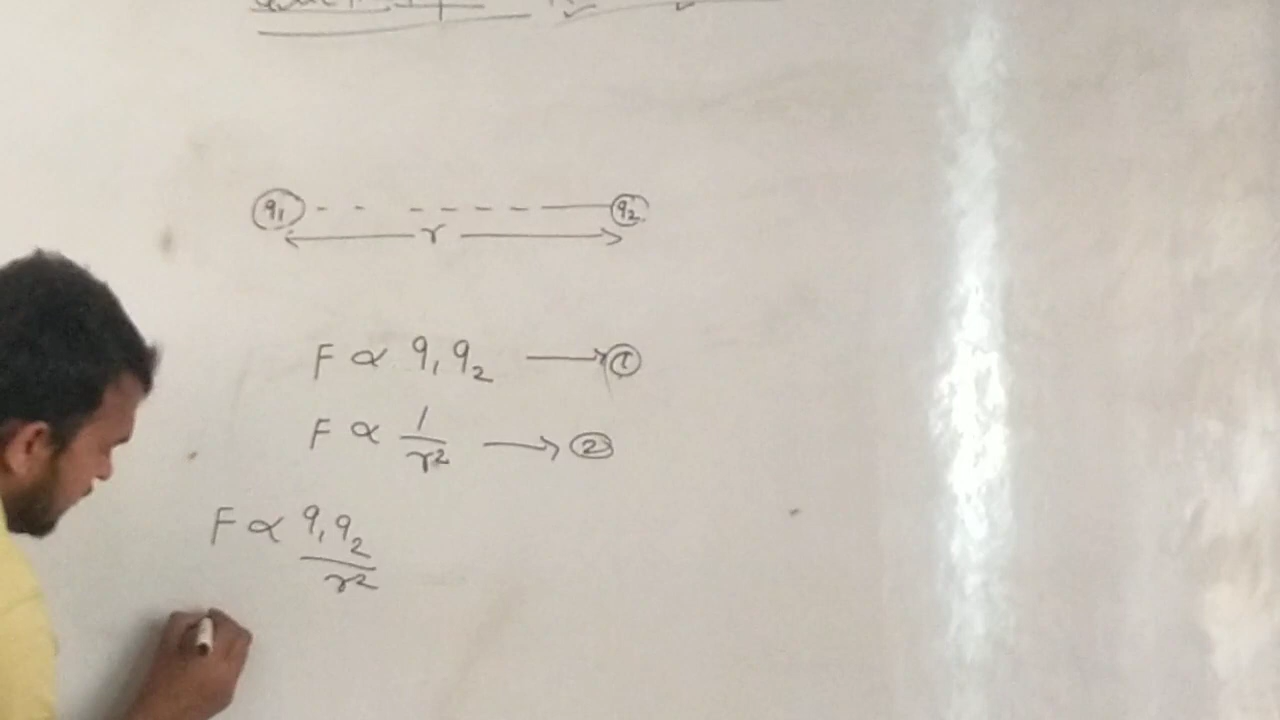 q₁ - - - - - - - q₂
r
F ∝ q₁q₂ → ①
F ∝ 1/r² → ②
F ∝ q₁q₂/r²